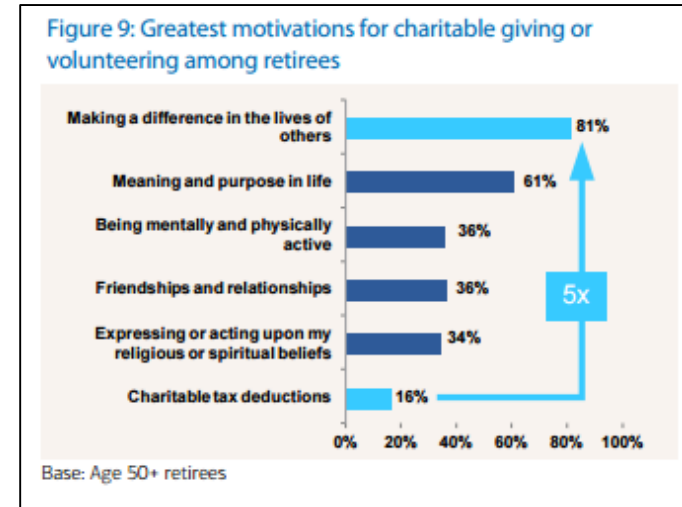 Figure 9: Greatest motivations for charitable giving or
volunteering among retirees
Making a difference in the lives of
others
81%
Meaning and purpose in life
61%
Being mentally and physically
active
36%
Friendships and relationships
36%
5x
Expressing or acting upon my
religious or spiritual beliefs
34%
Charitable tax deductions
16%
0% 20% 40% 60% 80% 100%
Base: Age 50+ retirees